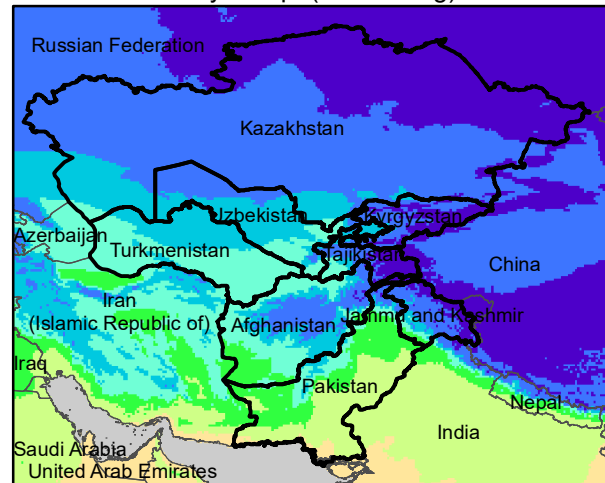 Russian Federation
Kazakhstan
Izbekistan
Kyrgyzstan
Azerbaijan
Turkmenistan
Tajikistan
China
Iran
(Islamic Republic of)
Afghanistan
Jammu and Kashmir
Iraq
Pakistan
Nepal
India
Saudi Arabia
United Arab Emirates